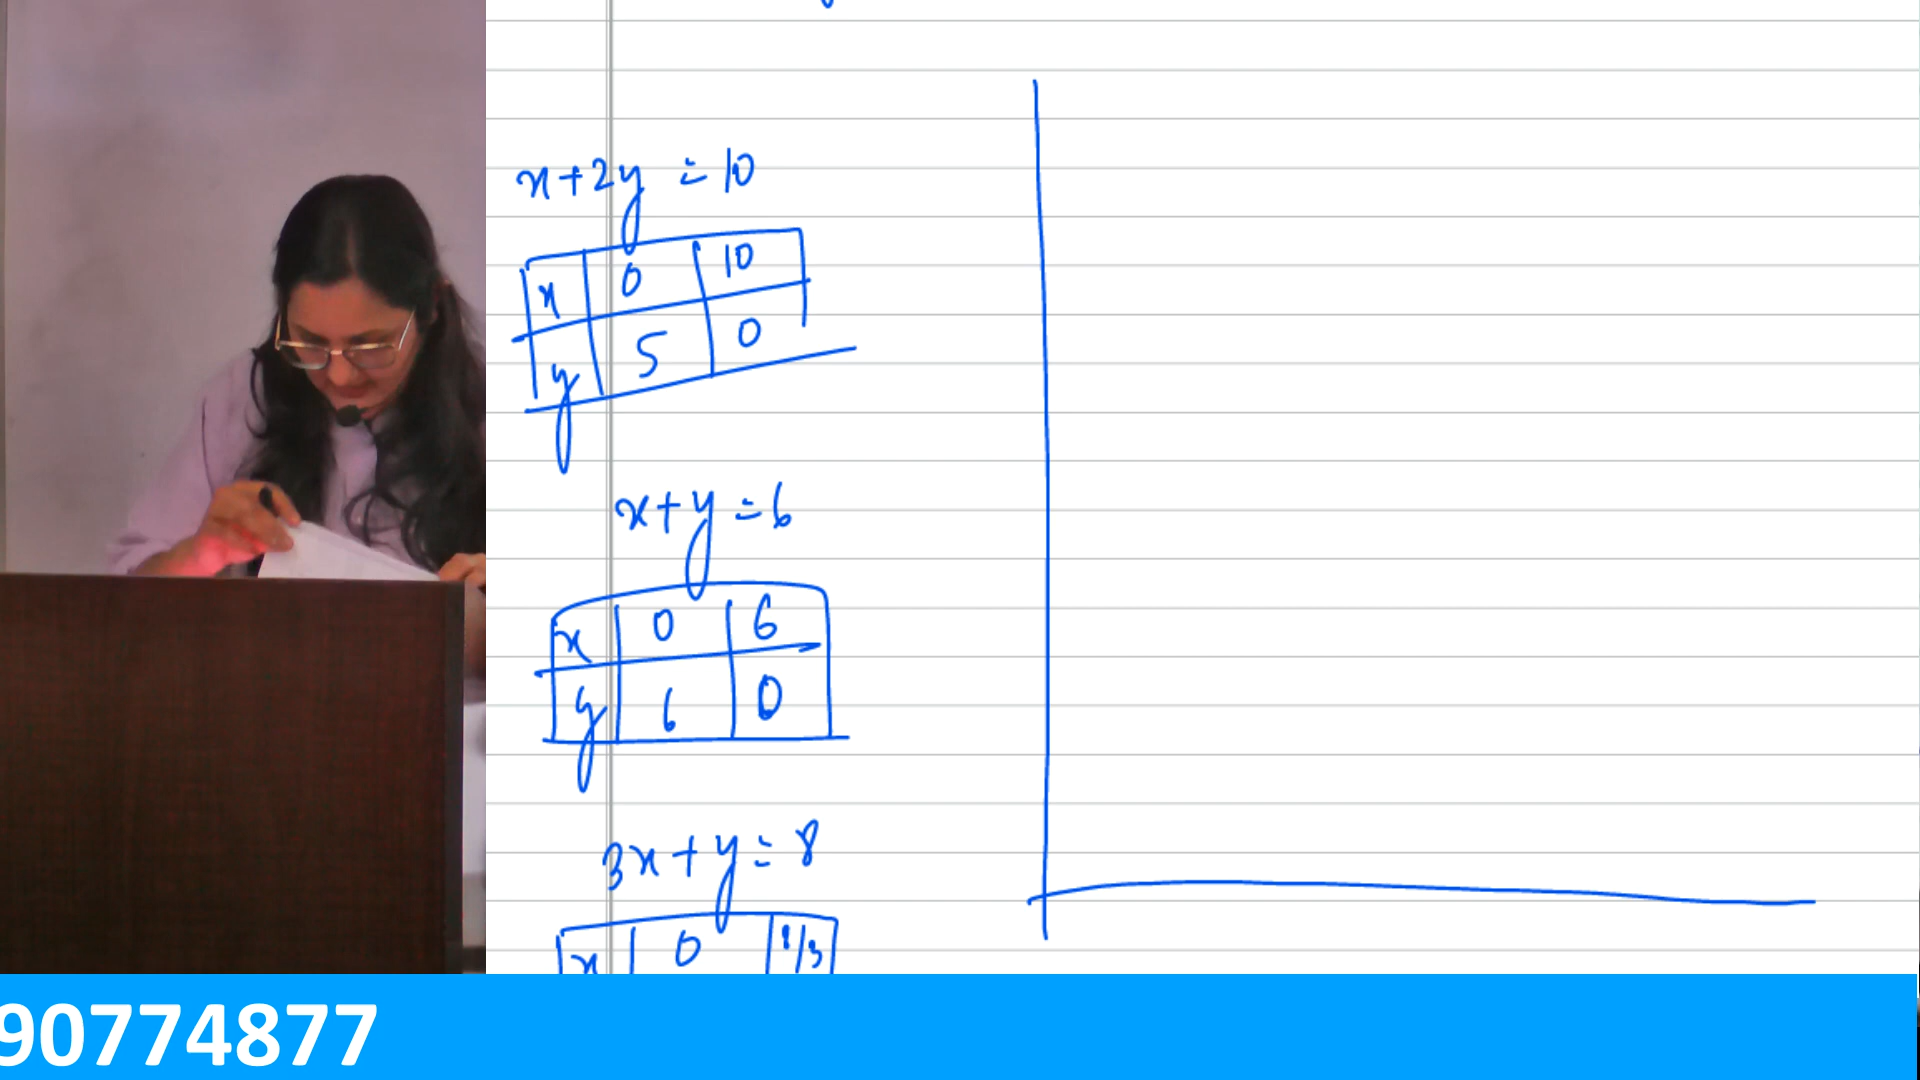 x+2y = 10
x 0 10
y 5 0
x+y = 6
x 0 6
y 6 0
3x+y = 8
x 0 8/3
90774877